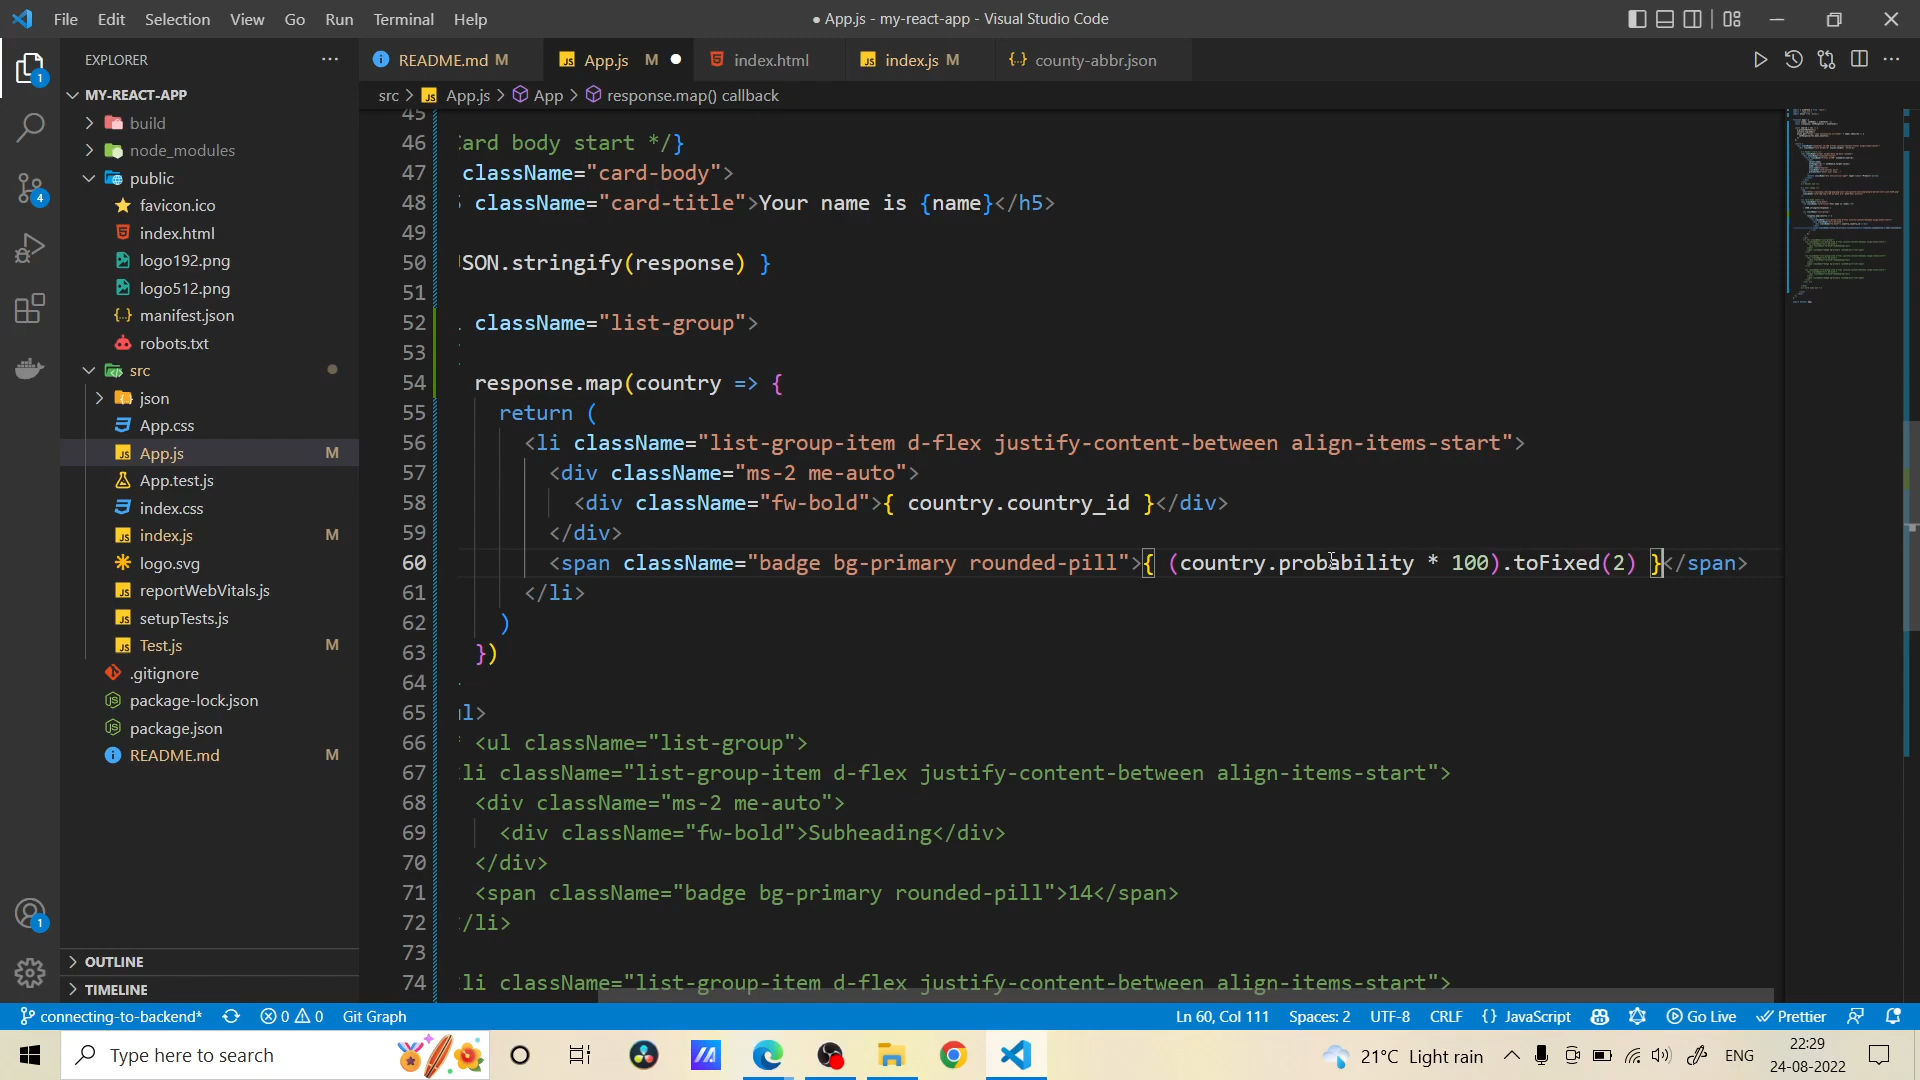 File Edit Selection View Go Run Terminal Help
● App.js - my-react-app - Visual Studio Code
EXPLORER
README.md M
App.js M
index.html
index.js M
county-abbr.json
src > App.js > App > response.map() callback
MY-REACT-APP
build
node_modules
public
favicon.ico
index.html
logo192.png
logo512.png
manifest.json
robots.txt
src
json
App.css
App.js M
App.test.js
index.css
index.js M
logo.svg
reportWebVitals.js
setupTests.js
Test.js M
.gitignore
package-lock.json
package.json
README.md M
OUTLINE
TIMELINE
45
46 ard body start */}
47 className="card-body">
48 className="card-title">Your name is {name}</h5>
49
50 SON.stringify(response) }
51
52 className="list-group">
53
54 response.map(country => {
55 return (
56 <li className="list-group-item d-flex justify-content-between align-items-start">
57 <div className="ms-2 me-auto">
58 <div className="fw-bold">{ country.country_id }</div>
59 </div>
60 <span className="badge bg-primary rounded-pill">{ (country.probability * 100).toFixed(2) }</span>
61 </li>
62 )
63 })
64
65 l>
66 <ul className="list-group">
67 li className="list-group-item d-flex justify-content-between align-items-start">
68 <div className="ms-2 me-auto">
69 <div className="fw-bold">Subheading</div>
70 </div>
71 <span className="badge bg-primary rounded-pill">14</span>
72 /li>
73
74 li className="list-group-item d-flex justify-content-between align-items-start">
1
4
1
connecting-to-backend* 0 0 Git Graph
Ln 60, Col 111 Spaces: 2 UTF-8 CRLF {} JavaScript Go Live Prettier
Type here to search
21°C Light rain
ENG
22:29
24-08-2022